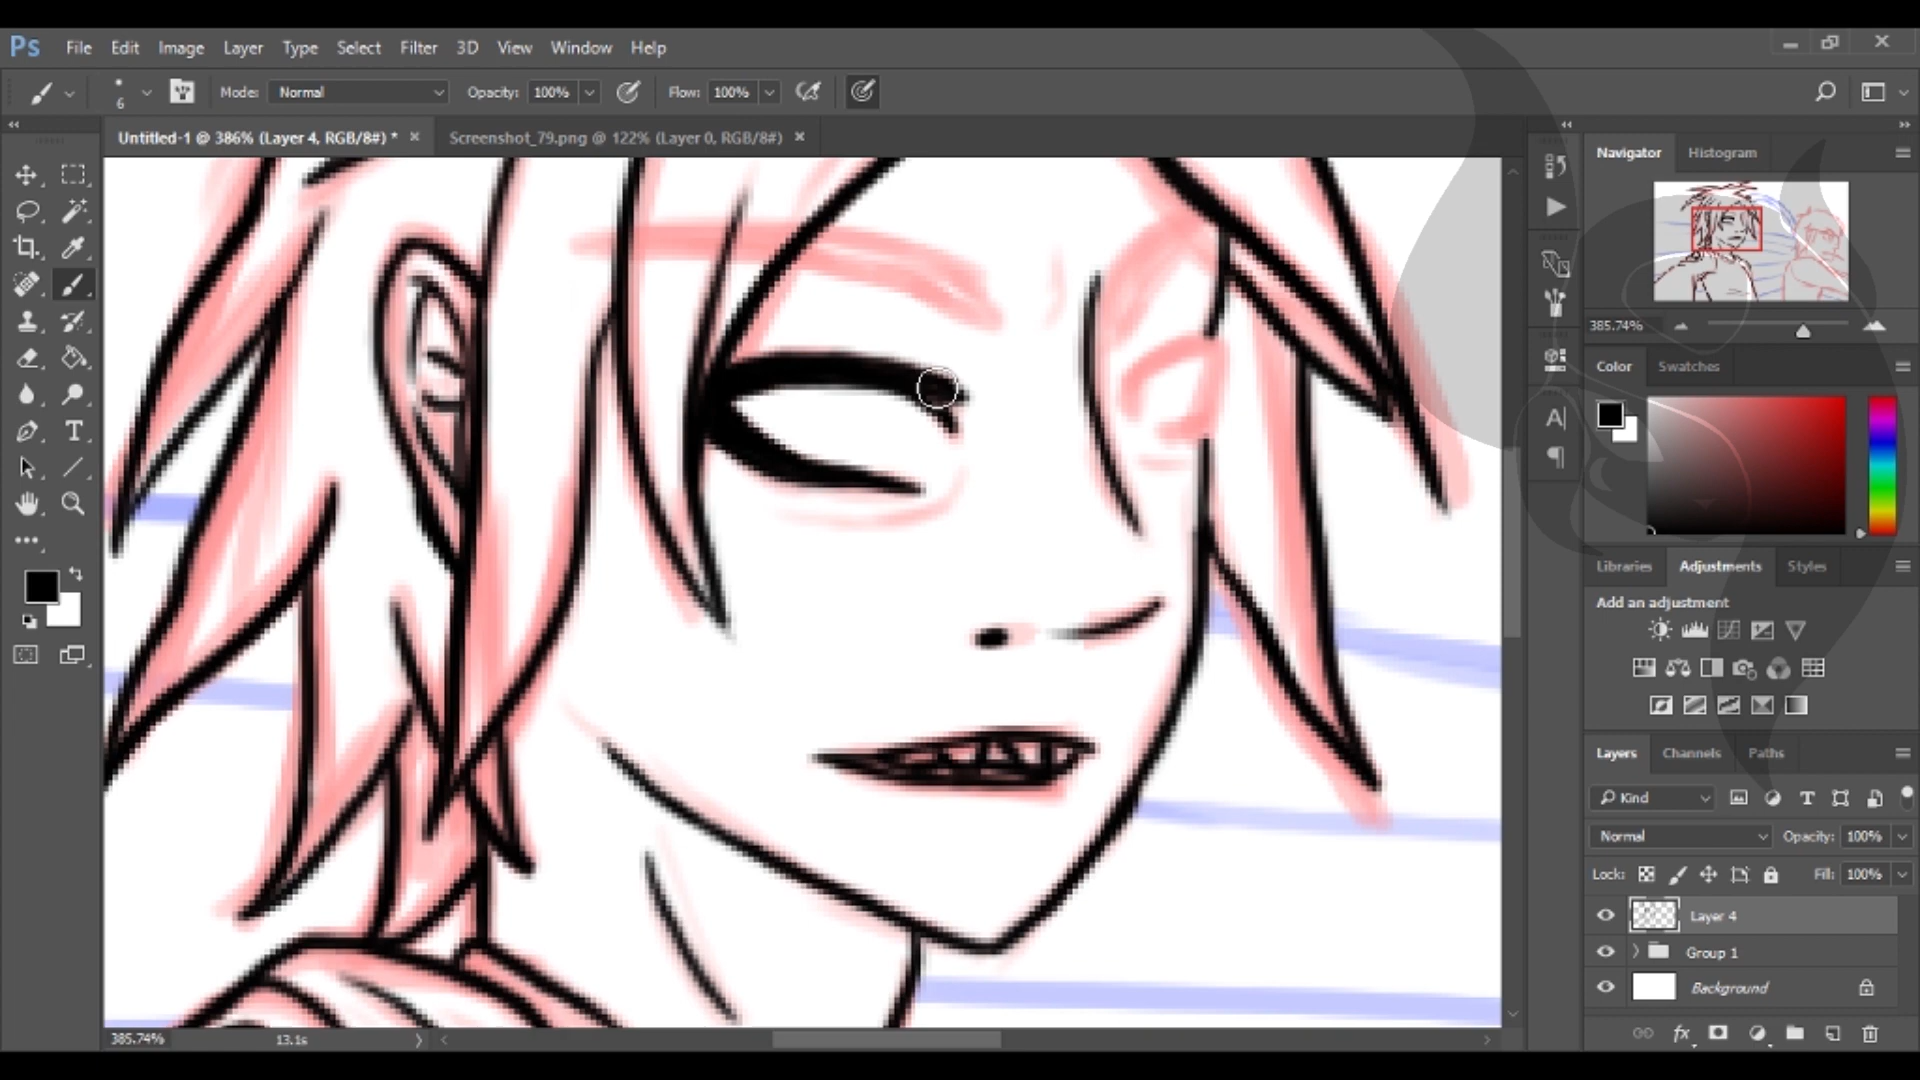 Ps File Edit Image Layer Type Select Filter 3D View Window Help
6 Mode: Normal Opacity: 100% Flow: 100%
Untitled-1 @ 386% (Layer 4, RGB/8#) * × Screenshot_79.png @ 122% (Layer 0, RGB/8#) ×
Navigator Histogram
385.74%
Color Swatches
Libraries Adjustments Styles
Add an adjustment
Layers Channels Paths
Kind
Normal Opacity: 100%
Lock: Fill: 100%
Layer 4
Group 1
Background
fx
385.74% 13.1s